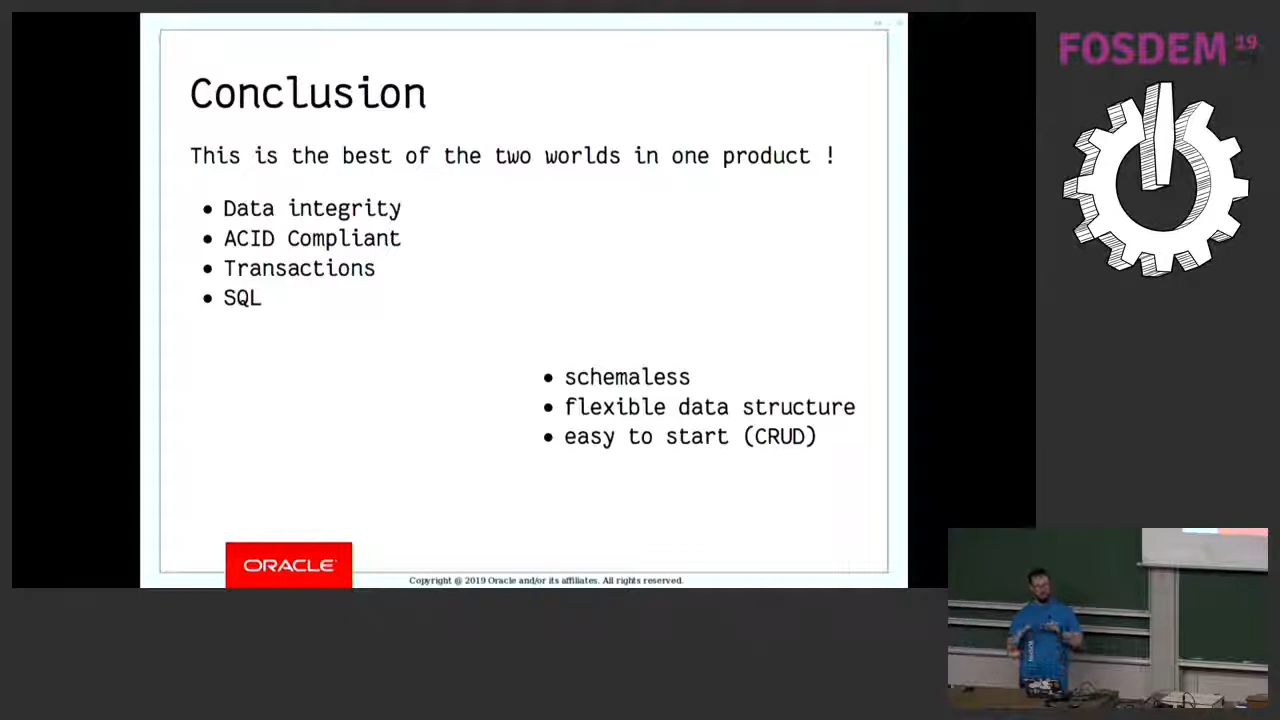 FOSDEM 19
Conclusion
This is the best of the two worlds in one product !
• Data integrity
• ACID Compliant
• Transactions
• SQL
• schemaless
• flexible data structure
• easy to start (CRUD)
ORACLE
Copyright @ 2019 Oracle and/or its affiliates. All rights reserved.